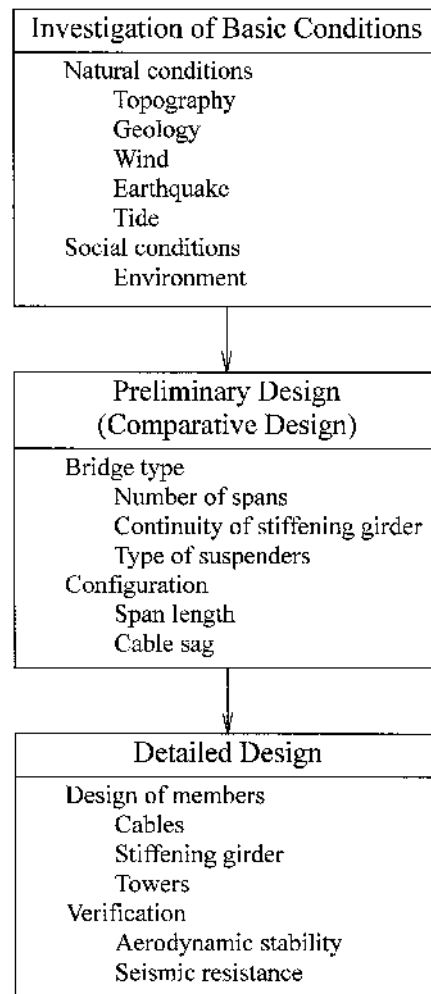 Investigation of Basic Conditions
Natural conditions
Topography
Geology
Wind
Earthquake
Tide
Social conditions
Environment
Preliminary Design
(Comparative Design)
Bridge type
Number of spans
Continuity of stiffening girder
Type of suspenders
Configuration
Span length
Cable sag
Detailed Design
Design of members
Cables
Stiffening girder
Towers
Verification
Aerodynamic stability
Seismic resistance